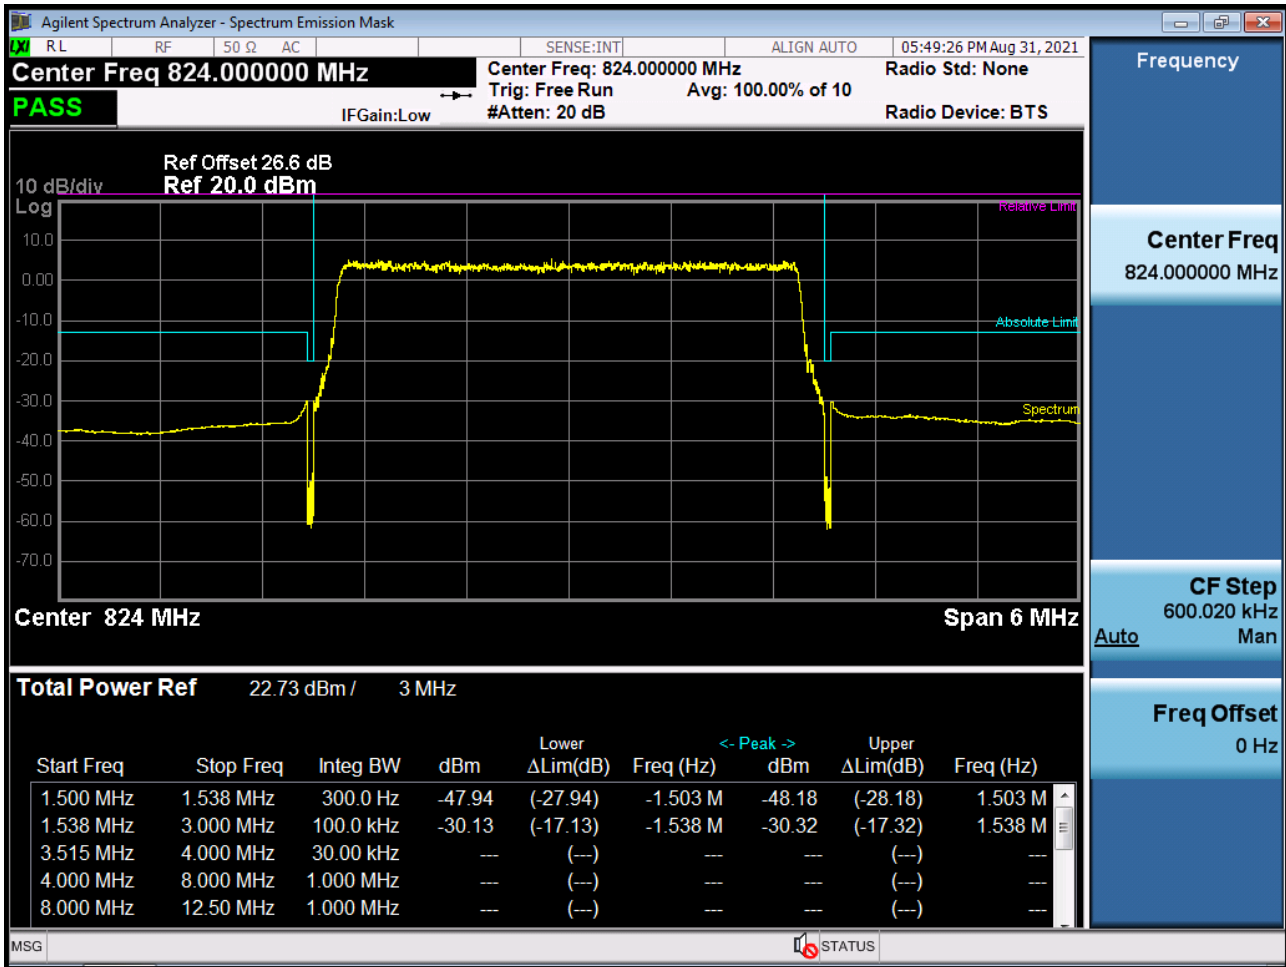 Agilent Spectrum Analyzer - Spectrum Emission Mask
LXI RL RF 50 Ω AC SENSE:INT ALIGN AUTO 05:49:26 PM Aug 31, 2021
Center Freq 824.000000 MHz
PASS
IFGain:Low
Center Freq: 824.000000 MHz
Trig: Free Run Avg: 100.00% of 10
#Atten: 20 dB
Radio Std: None
Radio Device: BTS
Ref Offset 26.6 dB
10 dB/div Ref 20.0 dBm
Log
Relative Limit
10.0
0.00
-10.0
Absolute Limit
-20.0
-30.0
Spectrum
-40.0
-50.0
-60.0
-70.0
Center 824 MHz Span 6 MHz
Total Power Ref 22.73 dBm / 3 MHz
Lower <- Peak -> Upper
Start Freq Stop Freq Integ BW dBm ΔLim(dB) Freq (Hz) dBm ΔLim(dB) Freq (Hz)
1.500 MHz 1.538 MHz 300.0 Hz -47.94 (-27.94) -1.503 M -48.18 (-28.18) 1.503 M
1.538 MHz 3.000 MHz 100.0 kHz -30.13 (-17.13) -1.538 M -30.32 (-17.32) 1.538 M
3.515 MHz 4.000 MHz 30.00 kHz --- (---) --- --- (---) ---
4.000 MHz 8.000 MHz 1.000 MHz --- (---) --- --- (---) ---
8.000 MHz 12.50 MHz 1.000 MHz --- (---) --- --- (---) ---
MSG STATUS
Frequency
Center Freq
824.000000 MHz
CF Step
600.020 kHz
Auto Man
Freq Offset
0 Hz